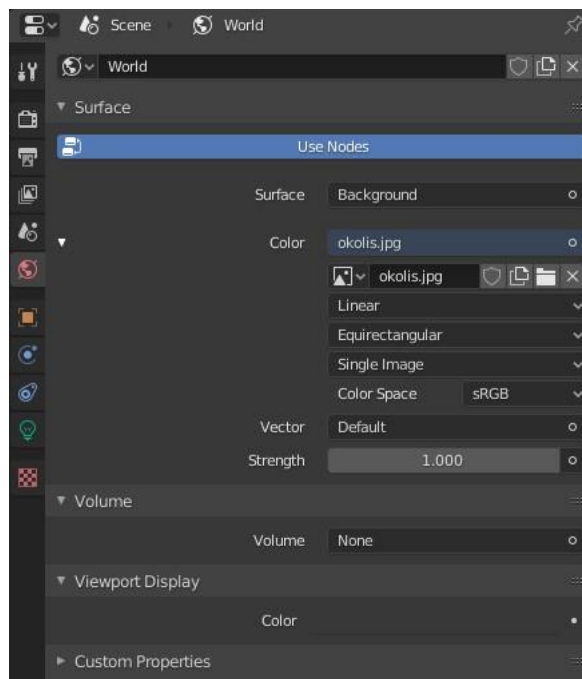 Scene World
World
Surface
Use Nodes
Surface Background
Color okolis.jpg
okolis.jpg
Linear
Equirectangular
Single Image
Color Space sRGB
Vector Default
Strength 1.000
Volume
Volume None
Viewport Display
Color
Custom Properties